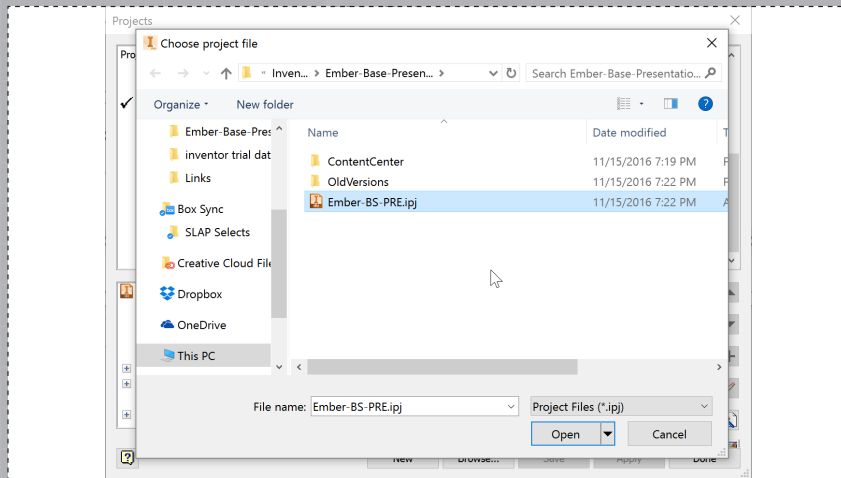 Projects
Pro
Choose project file
« Inven... > Ember-Base-Presen... >
Search Ember-Base-Presentatio...
Organize
New folder
?
Name
Date modified
Ember-Base-Pres
inventor trial dat
Links
Box Sync
SLAP Selects
Creative Cloud File
Dropbox
OneDrive
This PC
ContentCenter 11/15/2016 7:19 PM F
OldVersions 11/15/2016 7:22 PM F
Ember-BS-PRE.ipj 11/15/2016 7:22 PM A
File name: Ember-BS-PRE.ipj
Project Files (*.ipj)
Open
Cancel
?
New
Browse...
Save
Apply
Done